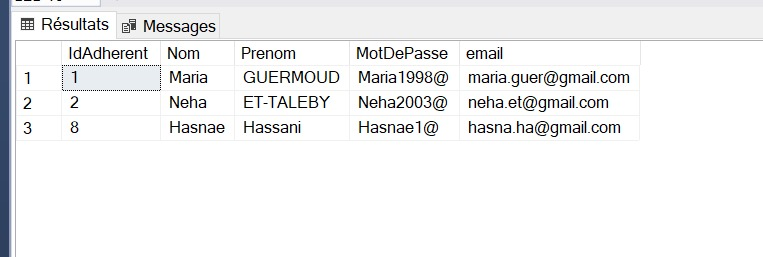 Résultats Messages
IdAdherent Nom Prenom MotDePasse email
1 1 Maria GUERMOUD Maria1998@ maria.guer@gmail.com
2 2 Neha ET-TALEBY Neha2003@ neha.et@gmail.com
3 8 Hasnae Hassani Hasnae1@ hasna.ha@gmail.com